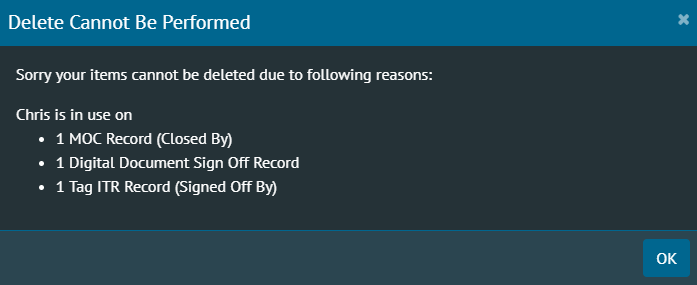 Delete Cannot Be Performed
Sorry your items cannot be deleted due to following reasons:
Chris is in use on
• 1 MOC Record (Closed By)
• 1 Digital Document Sign Off Record
• 1 Tag ITR Record (Signed Off By)
OK